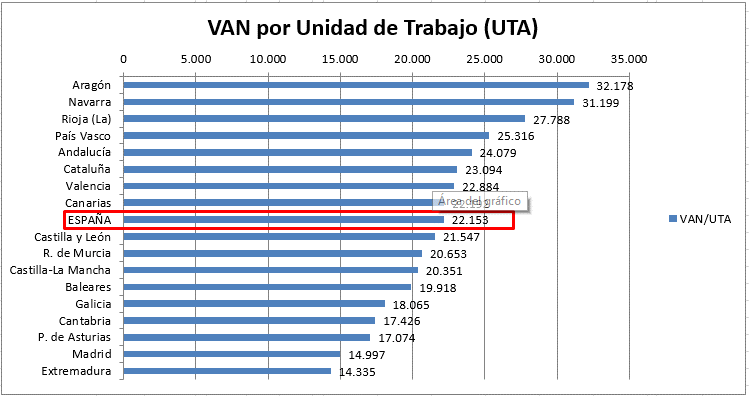 VAN por Unidad de Trabajo (UTA)
0 5.000 10.000 15.000 20.000 25.000 30.000 35.000
Aragón 32.178
Navarra 31.199
Rioja (La) 27.788
País Vasco 25.316
Andalucía 24.079
Cataluña 23.094
Valencia 22.884
Canarias
Área del gráfico
ESPAÑA 22.153
VAN/UTA
Castilla y León 21.547
R. de Murcia 20.653
Castilla-La Mancha 20.351
Baleares 19.918
Galicia 18.065
Cantabria 17.426
P. de Asturias 17.074
Madrid 14.997
Extremadura 14.335